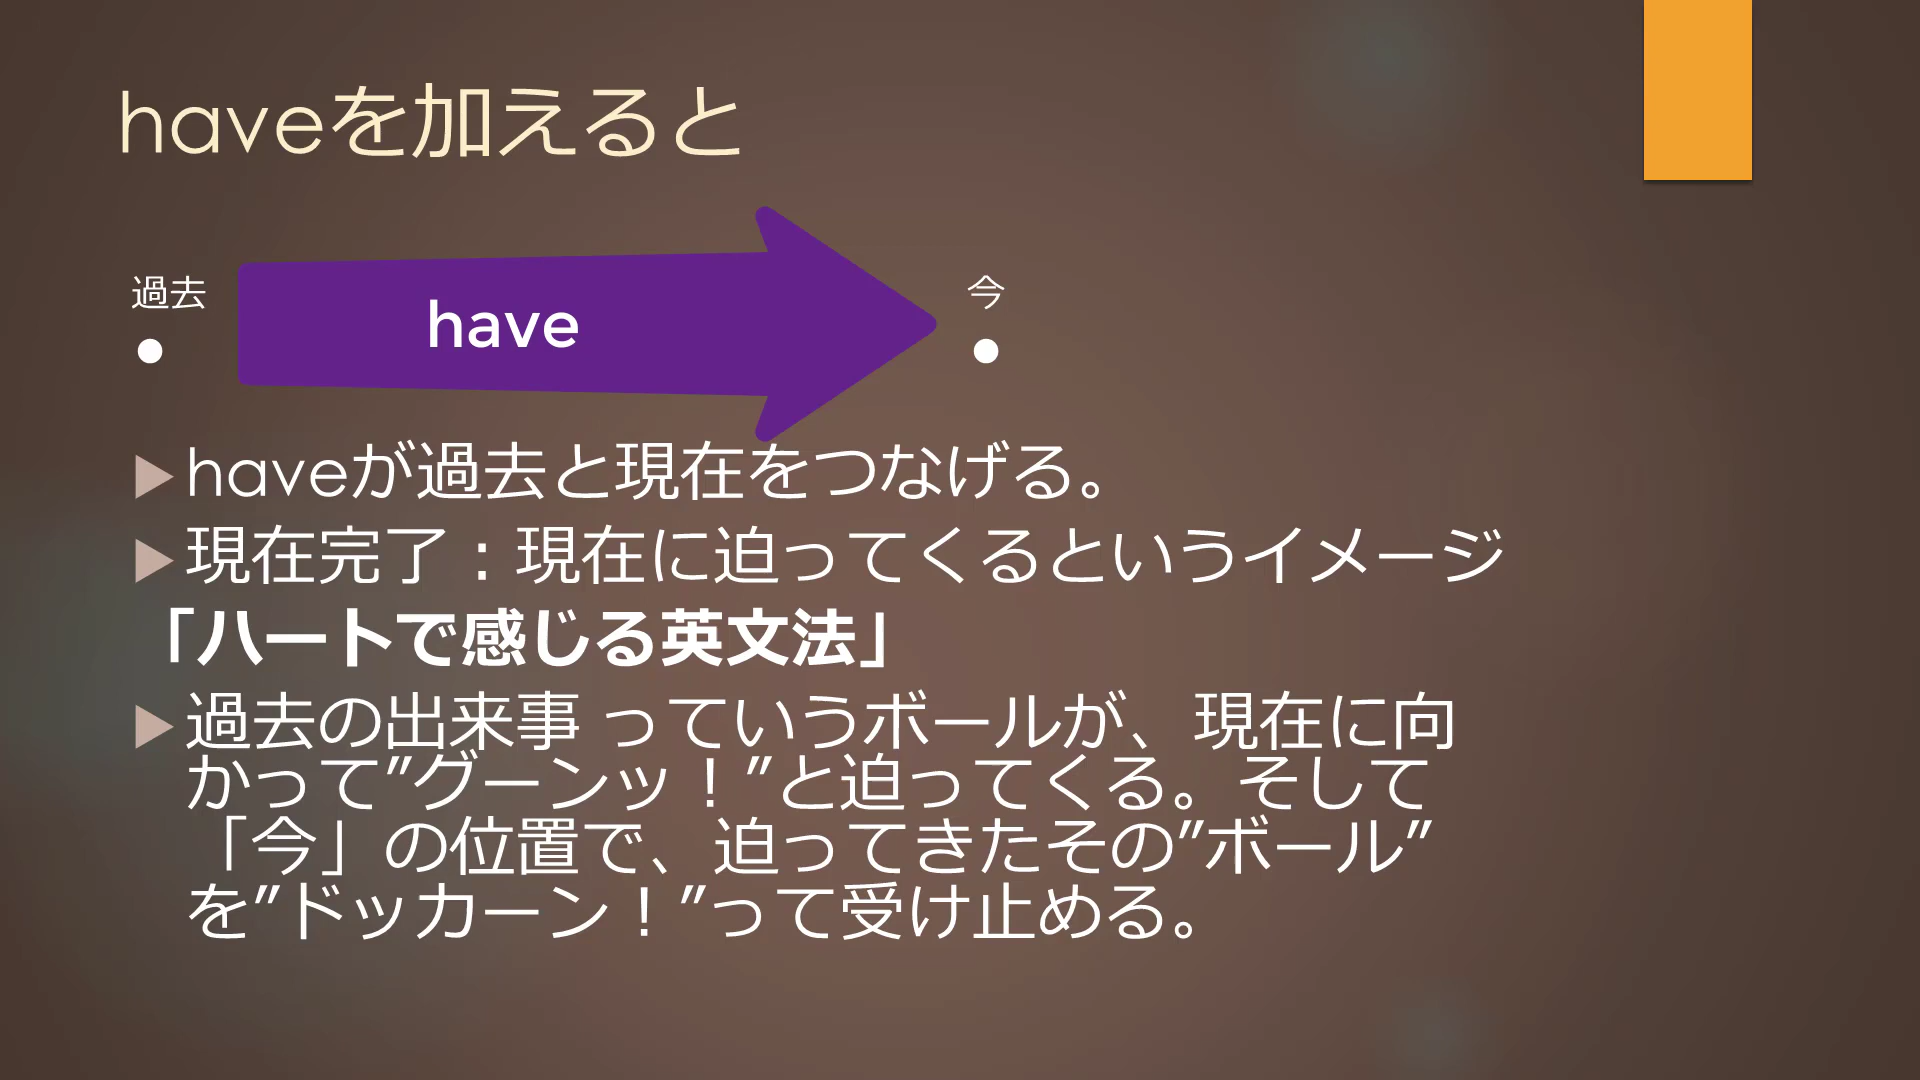 haveを加えると
過去
have
今
haveが過去と現在をつなげる。
現在完了：現在に迫ってくるというイメージ
「ハートで感じる英文法」
過去の出来事 っていうボールが、現在に向
かって”グーンッ！”と迫ってくる。そして
「今」の位置で、迫ってきたその”ボール”
を”ドッカーン！”って受け止める。